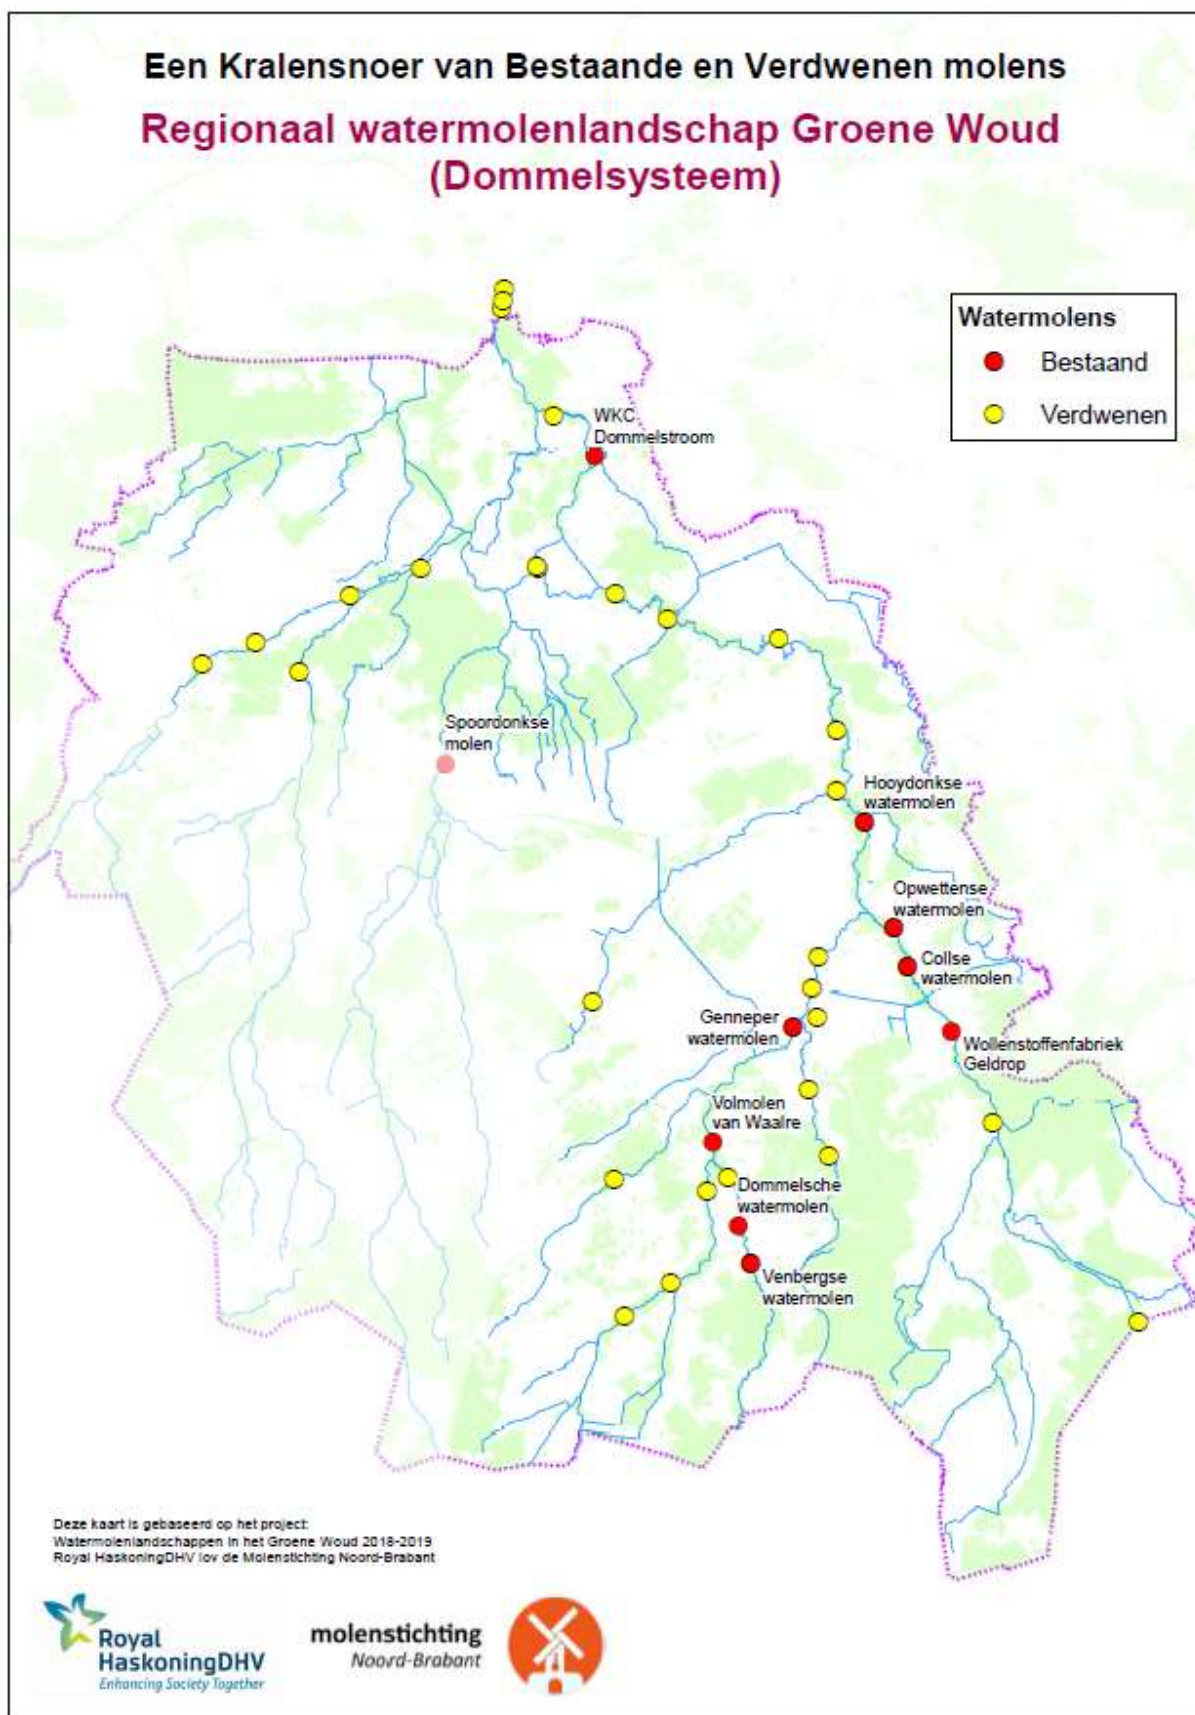 Een Kralensnoer van Bestaande en Verdwenen molens
Regionaal watermolenlandschap Groene Woud
(Dommelsysteem)
Watermolens
Bestaand
Verdwenen
WKC
Dommelstroom
Spoordonkse
molen
Hooydonkse
watermolen
Opwettense
watermolen
Collse
watermolen
Genneper
watermolen
Wollenstoffenfabriek
Geldrop
Volmolen
van Waalre
Dommelsche
watermolen
Venbergse
watermolen
Deze kaart is gebaseerd op het project:
Watermolenlandschappen in het Groene Woud 2018-2019
Royal HaskoningDHV iov de Molenstichting Noord-Brabant
Royal
HaskoningDHV
Enhancing Society Together
molenstichting
Noord-Brabant